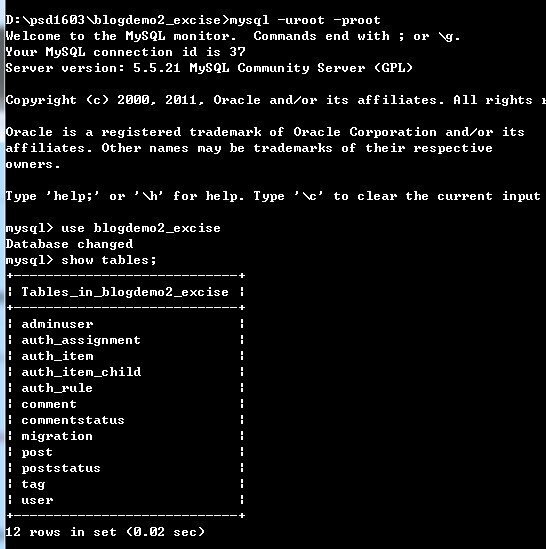 D:\psd1603\blogdemo2_excise>mysql -uroot -proot
Welcome to the MySQL monitor.  Commands end with ; or \g.
Your MySQL connection id is 37
Server version: 5.5.21 MySQL Community Server (GPL)
Copyright (c) 2000, 2011, Oracle and/or its affiliates. All rights r
Oracle is a registered trademark of Oracle Corporation and/or its
affiliates. Other names may be trademarks of their respective
owners.
Type 'help;' or '\h' for help. Type '\c' to clear the current input
mysql> use blogdemo2_excise
Database changed
mysql> show tables;
+----------------------------+
| Tables_in_blogdemo2_excise |
+----------------------------+
| adminuser                  |
| auth_assignment            |
| auth_item                  |
| auth_item_child            |
| auth_rule                  |
| comment                    |
| commentstatus              |
| migration                  |
| post                       |
| poststatus                 |
| tag                        |
| user                       |
+----------------------------+
12 rows in set (0.02 sec)